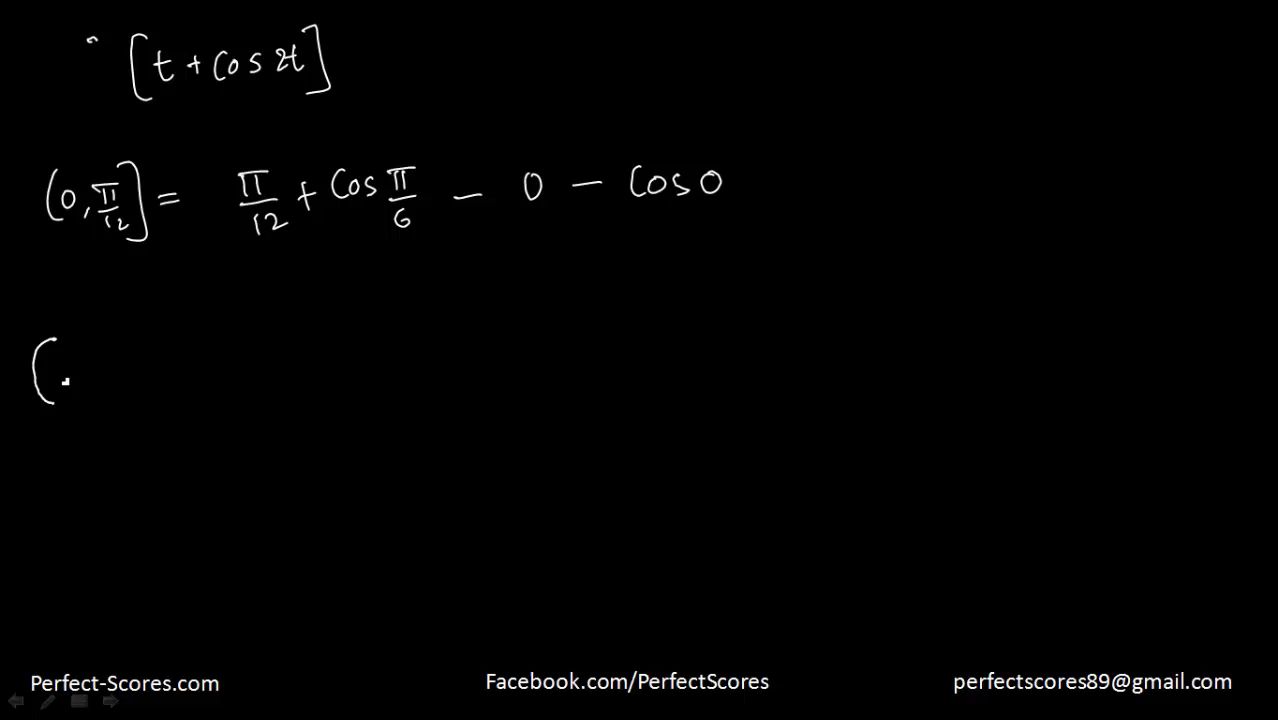 [t + Cos 2t]
(0, π/12] = π/12 + Cos π/6 - 0 - Cos 0
(
Perfect-Scores.com Facebook.com/PerfectScores perfectscores89@gmail.com